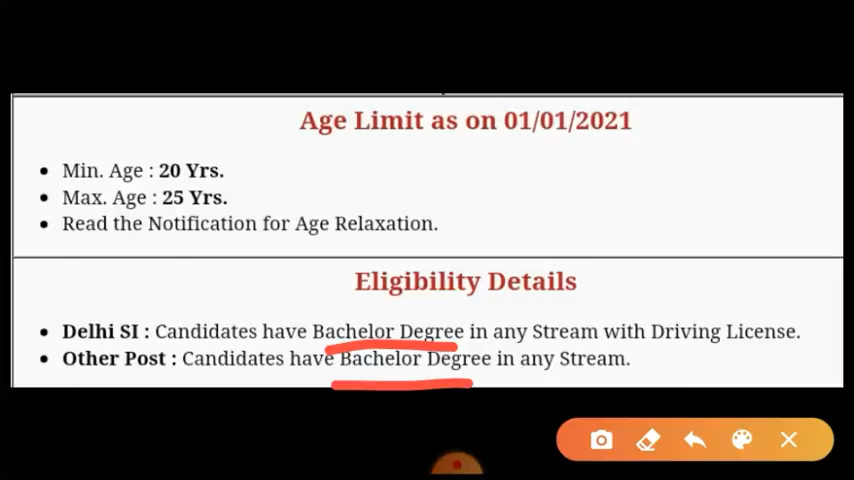 Age Limit as on 01/01/2021
Min. Age : 20 Yrs.
Max. Age : 25 Yrs.
Read the Notification for Age Relaxation.
Eligibility Details
Delhi SI : Candidates have Bachelor Degree in any Stream with Driving License.
Other Post : Candidates have Bachelor Degree in any Stream.